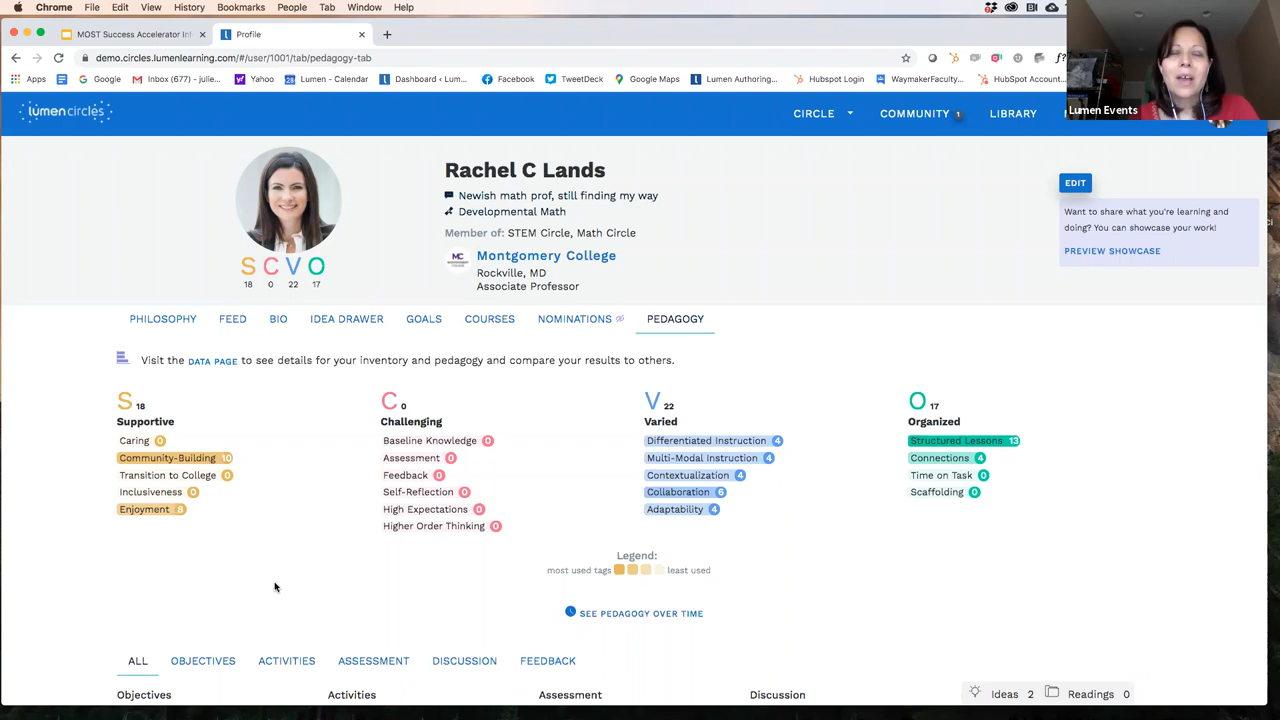 Chrome File Edit View History Bookmarks People Tab Window Help
MOST Success Accelerator Inf
Profile
demo.circles.lumenlearning.com/#/user/1001/tab/pedagogy-tab
Apps Google Inbox (677) - julie... Yahoo Lumen - Calendar Dashboard ‹ Lum... Facebook TweetDeck Google Maps Lumen Authoring... Hubspot Login WaymakerFaculty... HubSpot Account...
Lumen Events
lumencircles
CIRCLE COMMUNITY 1 LIBRARY
Rachel C Lands
Newish math prof, still finding my way
Developmental Math
Member of: STEM Circle, Math Circle
MC
Montgomery College
Rockville, MD
Associate Professor
S C V O
18 0 22 17
EDIT
Want to share what you're learning and
doing? You can showcase your work!
PREVIEW SHOWCASE
PHILOSOPHY FEED BIO IDEA DRAWER GOALS COURSES NOMINATIONS PEDAGOGY
Visit the DATA PAGE to see details for your inventory and pedagogy and compare your results to others.
S 18
Supportive
Caring 0
Community-Building 10
Transition to College 0
Inclusiveness 0
Enjoyment 8
C 0
Challenging
Baseline Knowledge 0
Assessment 0
Feedback 0
Self-Reflection 0
High Expectations 0
Higher Order Thinking 0
V 22
Varied
Differentiated Instruction 4
Multi-Modal Instruction 4
Contextualization 4
Collaboration 6
Adaptability 4
O 17
Organized
Structured Lessons 13
Connections 4
Time on Task 0
Scaffolding 0
Legend:
most used tags least used
SEE PEDAGOGY OVER TIME
ALL OBJECTIVES ACTIVITIES ASSESSMENT DISCUSSION FEEDBACK
Objectives Activities Assessment Discussion
Ideas 2 Readings 0